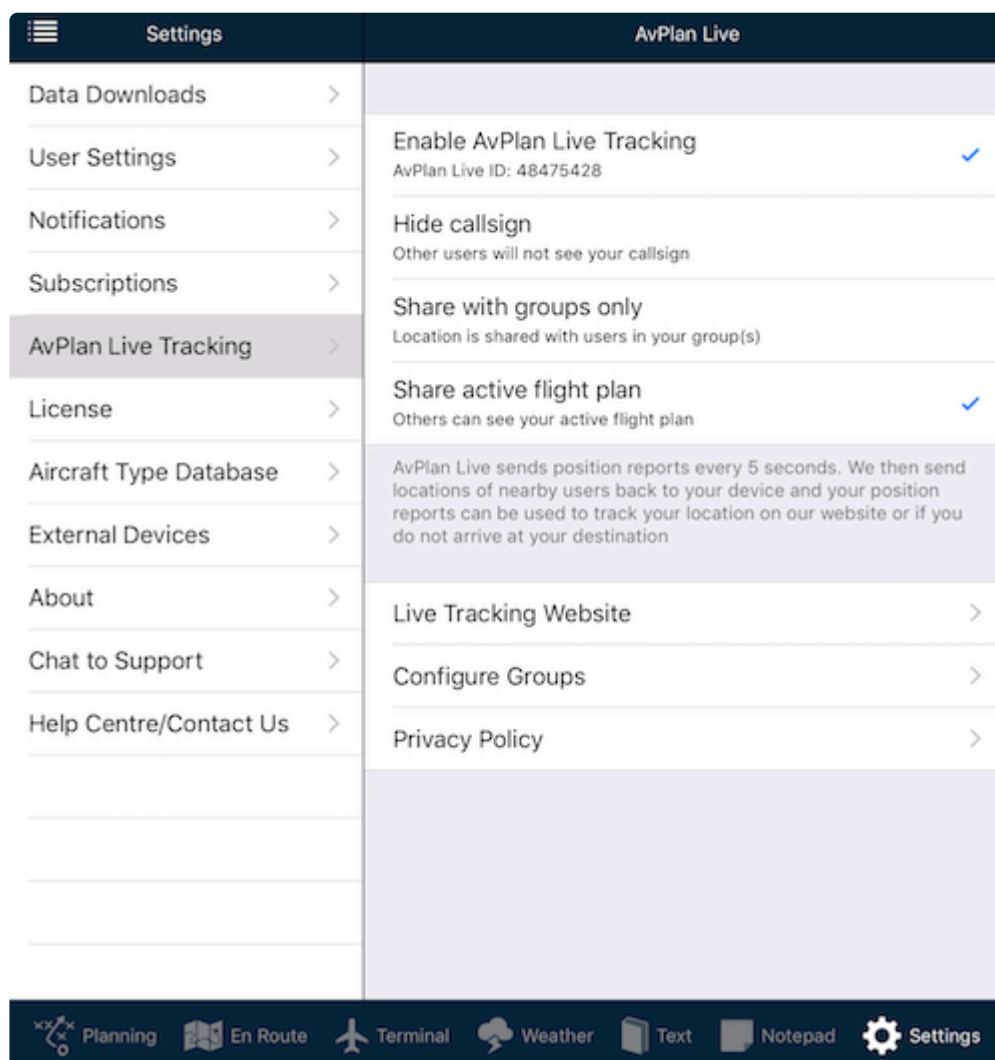 Settings
AvPlan Live
Data Downloads
User Settings
Notifications
Subscriptions
AvPlan Live Tracking
License
Aircraft Type Database
External Devices
About
Chat to Support
Help Centre/Contact Us
Enable AvPlan Live Tracking
AvPlan Live ID: 48475428
Hide callsign
Other users will not see your callsign
Share with groups only
Location is shared with users in your group(s)
Share active flight plan
Others can see your active flight plan
AvPlan Live sends position reports every 5 seconds. We then send
locations of nearby users back to your device and your position
reports can be used to track your location on our website or if you
do not arrive at your destination
Live Tracking Website
Configure Groups
Privacy Policy
Planning
En Route
Terminal
Weather
Text
Notepad
Settings